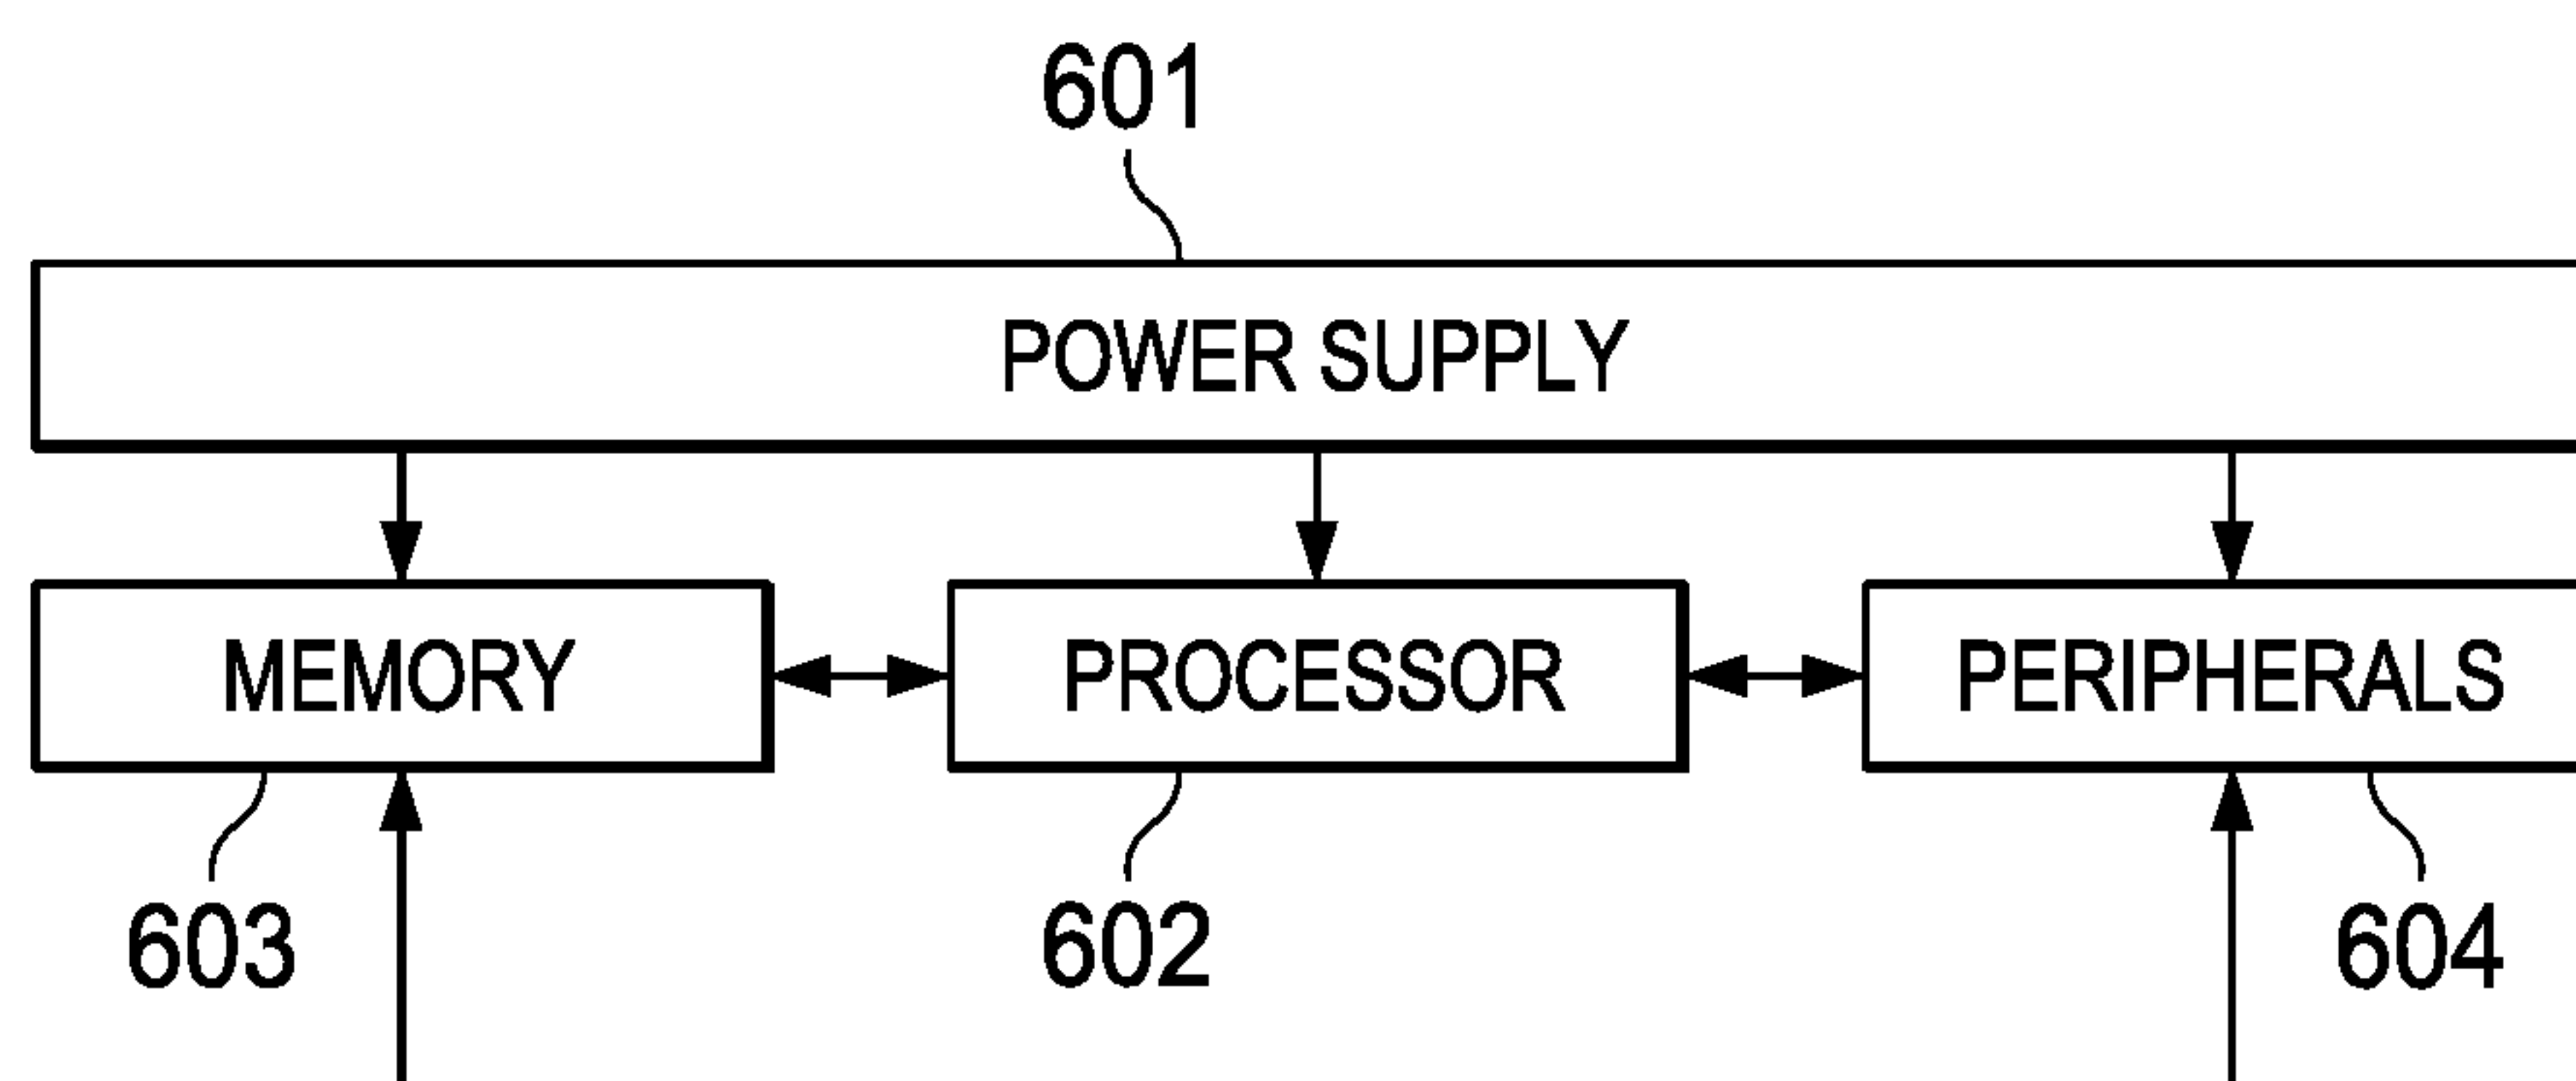 601
POWER SUPPLY
MEMORY
PROCESSOR
PERIPHERALS
603
602
604